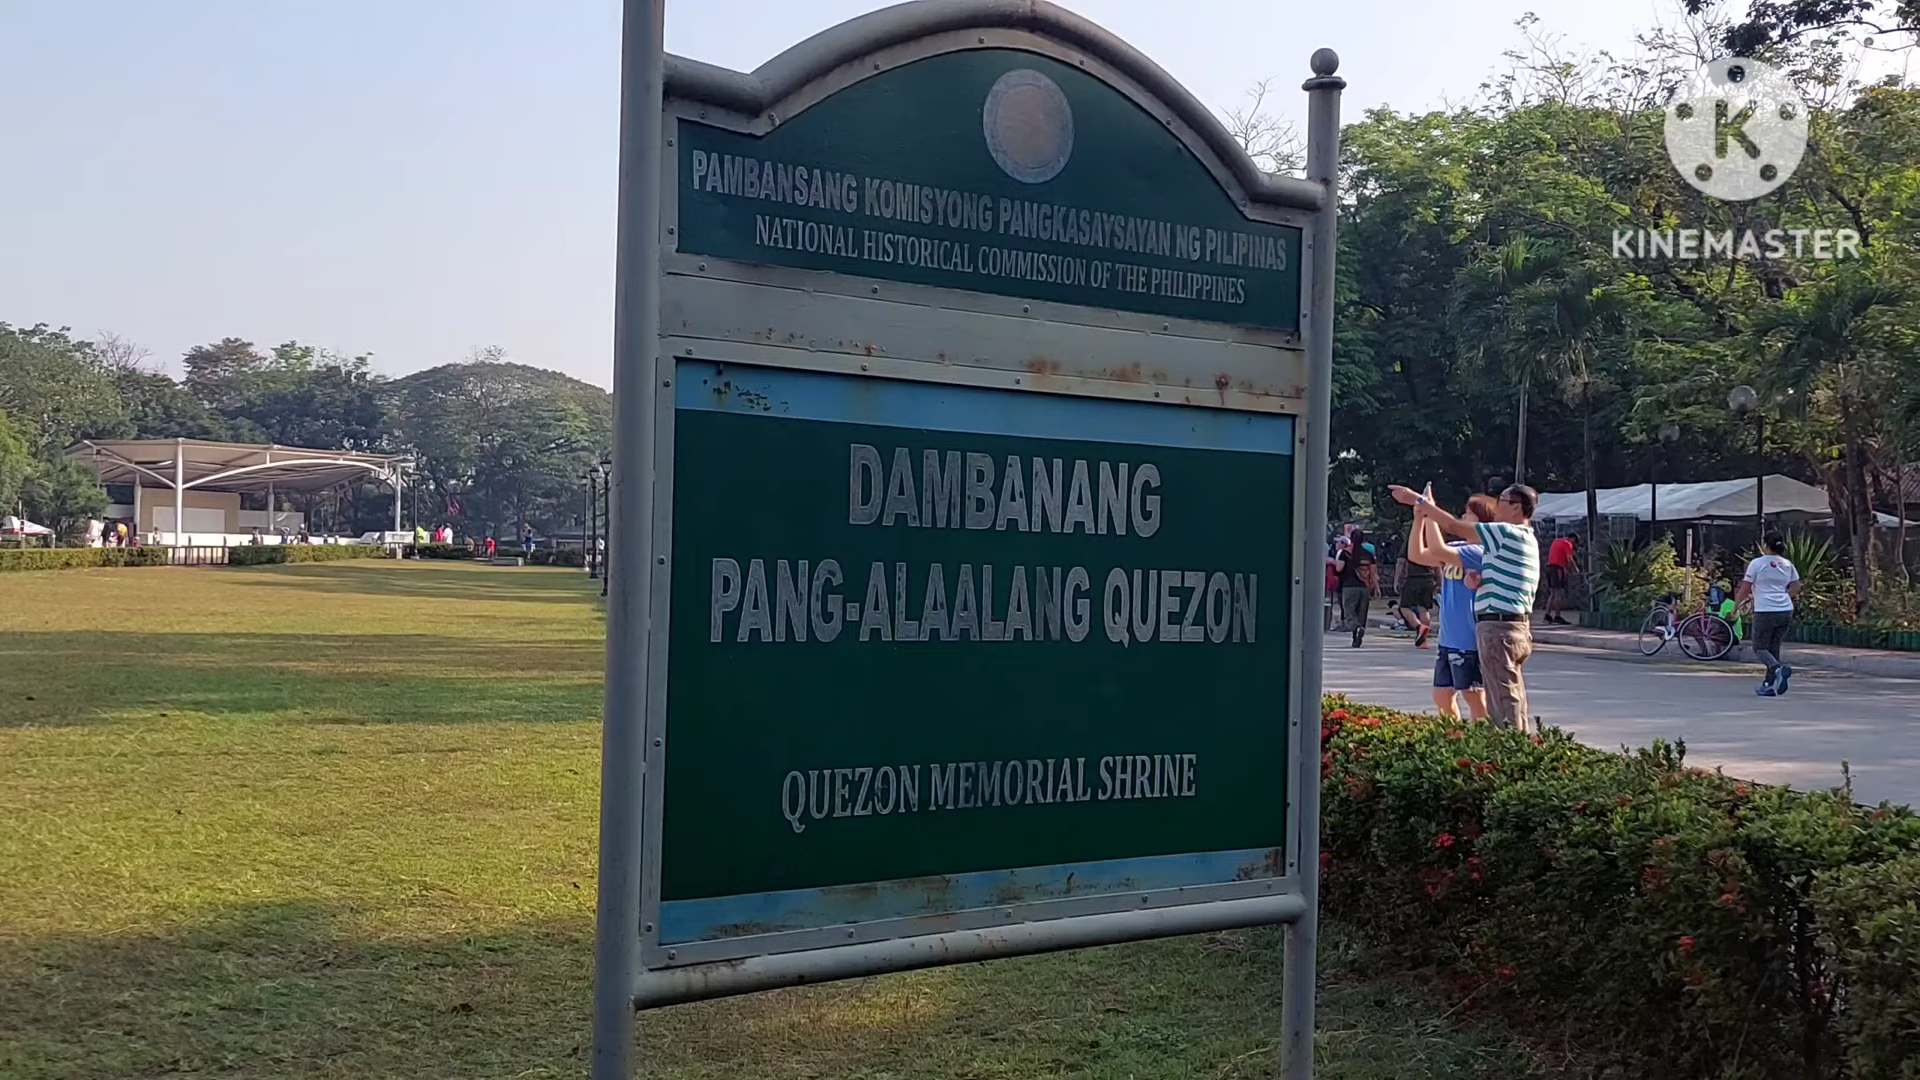 PAMBANSANG KOMISYONG PANGKASAYSAYAN NG PILIPINAS
NATIONAL HISTORICAL COMMISSION OF THE PHILIPPINES
DAMBANANG
PANG-ALAALANG QUEZON
QUEZON MEMORIAL SHRINE
K
KINEMASTER